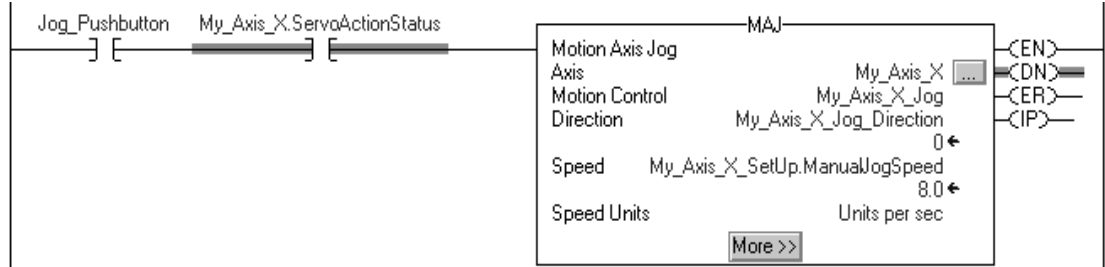 Jog_Pushbutton My_Axis_X.ServoActionStatus
MAJ
Motion Axis Jog
Axis My_Axis_X ...
Motion Control My_Axis_X_Jog
Direction My_Axis_X_Jog_Direction
0
Speed My_Axis_X_SetUp.ManualJogSpeed
8.0
Speed Units Units per sec
More >>
EN
DN
ER
IP